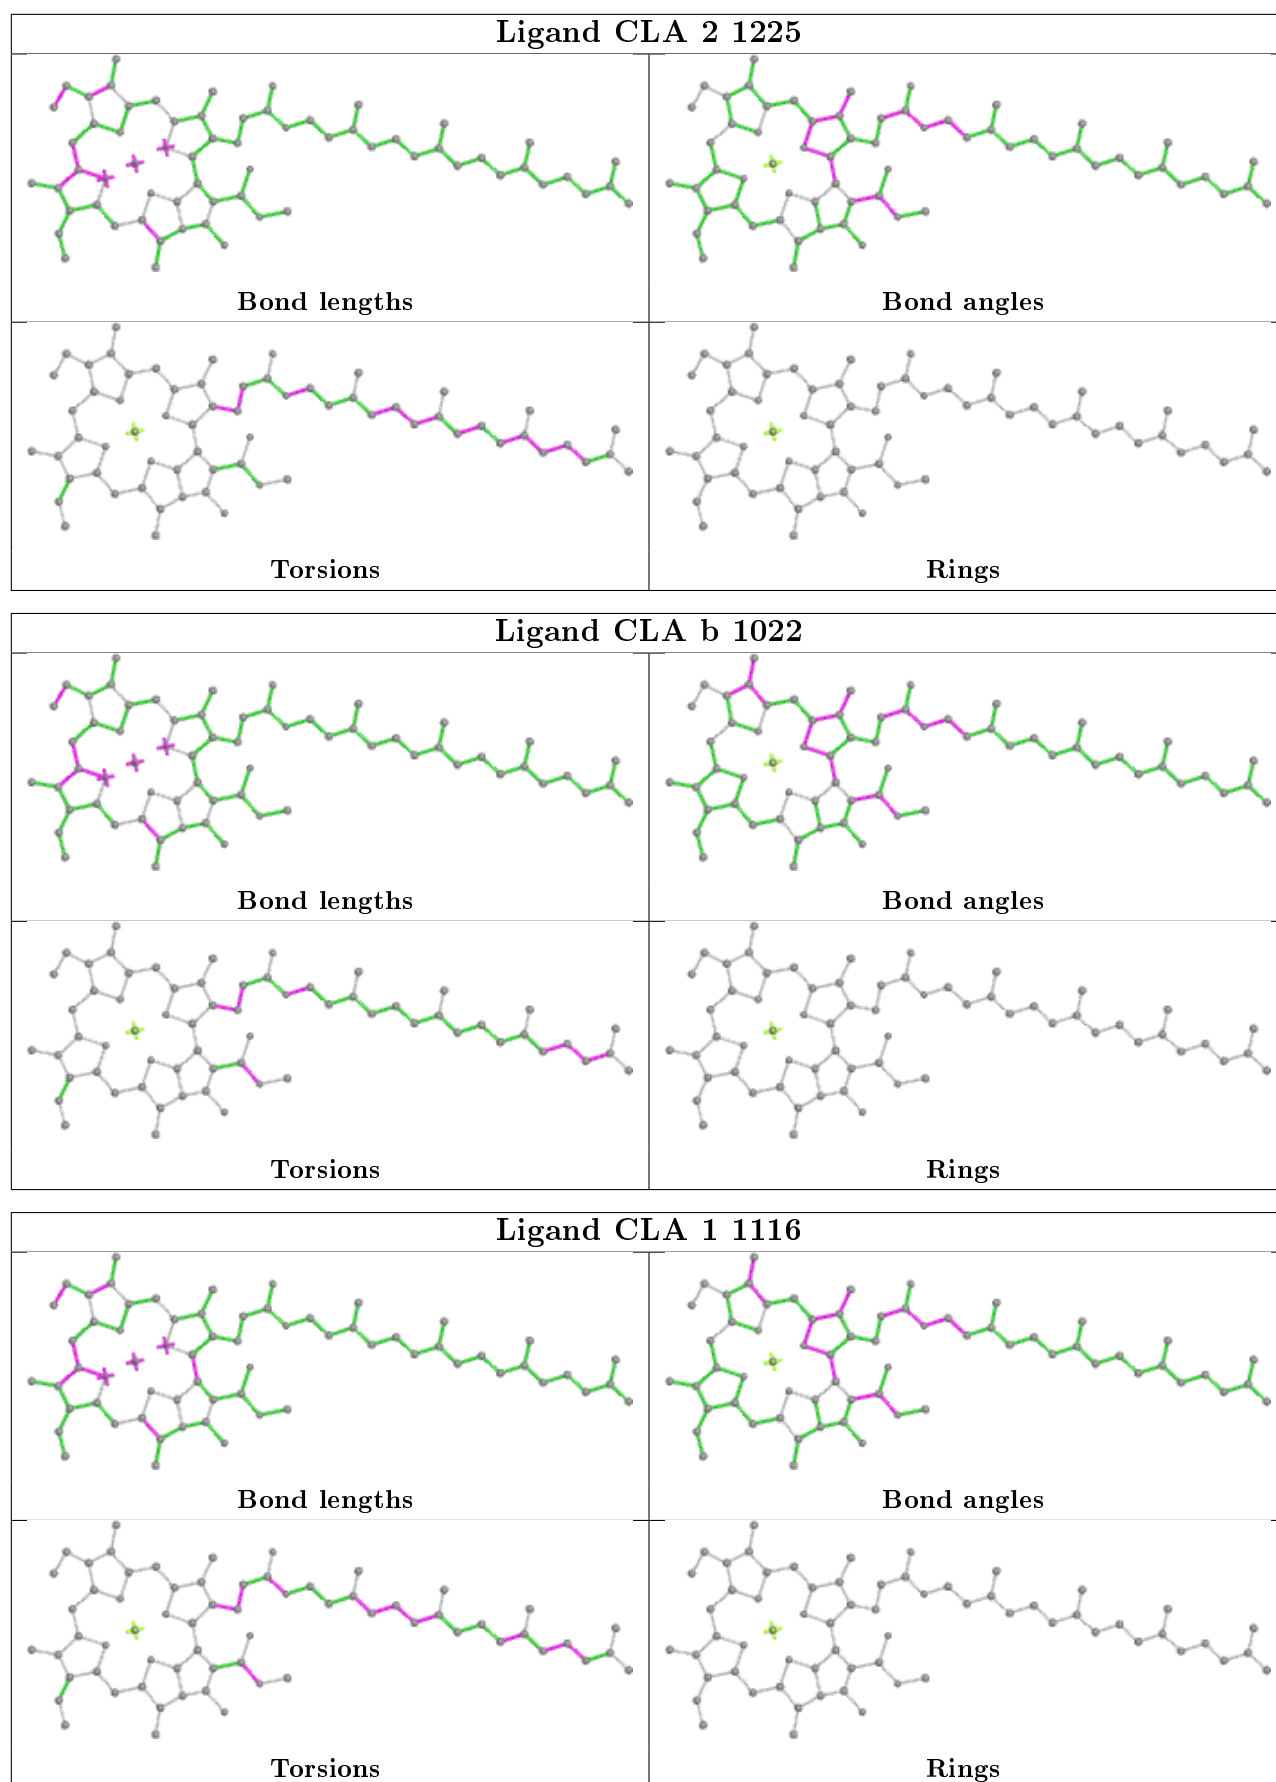 Ligand CLA 2 1225
Bond lengths
Bond angles
Torsions
Rings
Ligand CLA b 1022
Bond lengths
Bond angles
Torsions
Rings
Ligand CLA 1 1116
Bond lengths
Bond angles
Torsions
Rings